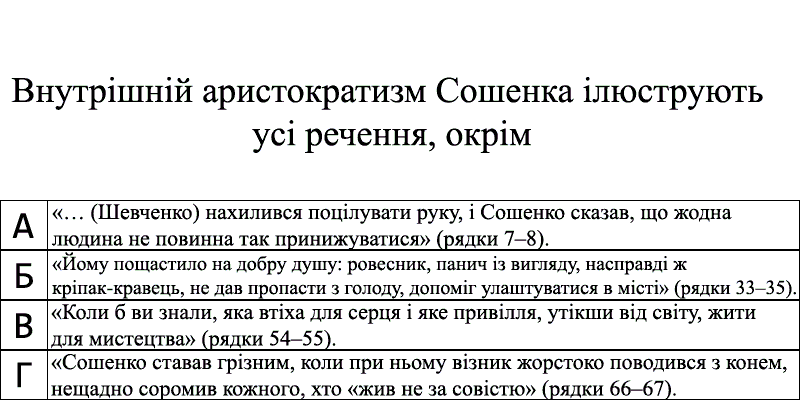 Внутрішній аристократизм Сошенка ілюструють
усі речення, окрім
А
«… (Шевченко) нахилився поцілувати руку, і Сошенко сказав, що жодна
людина не повинна так принижуватися» (рядки 7–8).
Б
«Йому пощастило на добру душу: ровесник, панич із вигляду, насправді ж
кріпак-кравець, не дав пропасти з голоду, допоміг улаштуватися в місті» (рядки 33–35).
В
«Коли б ви знали, яка втіха для серця і яке привілля, утікши від світу, жити
для мистецтва» (рядки 54–55).
Г
«Сошенко ставав грізним, коли при ньому візник жорстоко поводився з конем,
нещадно соромив кожного, хто «жив не за совістю» (рядки 66–67).